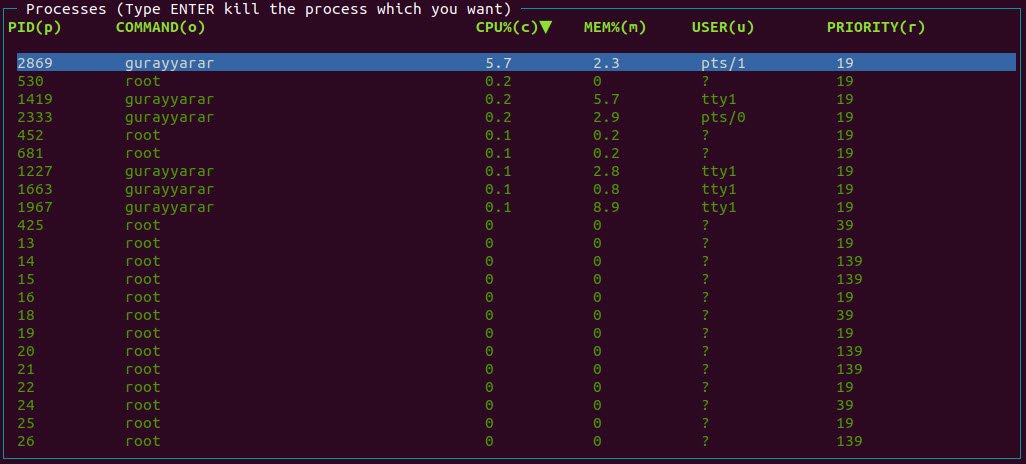 Processes (Type ENTER kill the process which you want)
PID(p) COMMAND(o) CPU%(c)▼ MEM%(m) USER(u) PRIORITY(r)
2869 gurayyarar 5.7 2.3 pts/1 19
530 root 0.2 0 ? 19
1419 gurayyarar 0.2 5.7 tty1 19
2333 gurayyarar 0.2 2.9 pts/0 19
452 root 0.1 0.2 ? 19
681 root 0.1 0.2 ? 19
1227 gurayyarar 0.1 2.8 tty1 19
1663 gurayyarar 0.1 0.8 tty1 19
1967 gurayyarar 0.1 8.9 tty1 19
425 root 0 0 ? 39
13 root 0 0 ? 19
14 root 0 0 ? 139
15 root 0 0 ? 139
16 root 0 0 ? 19
18 root 0 0 ? 39
19 root 0 0 ? 19
20 root 0 0 ? 139
21 root 0 0 ? 139
22 root 0 0 ? 19
24 root 0 0 ? 39
25 root 0 0 ? 19
26 root 0 0 ? 139